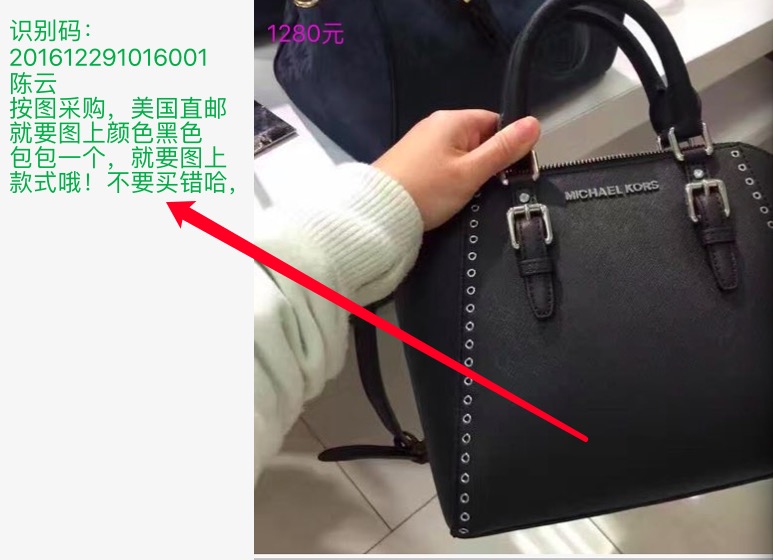 识别码：
201612291016001
陈云
按图采购，美国直邮
就要图上颜色黑色
包包一个，就要图上
款式哦！不要买错哈，
1280元
MICHAEL KORS